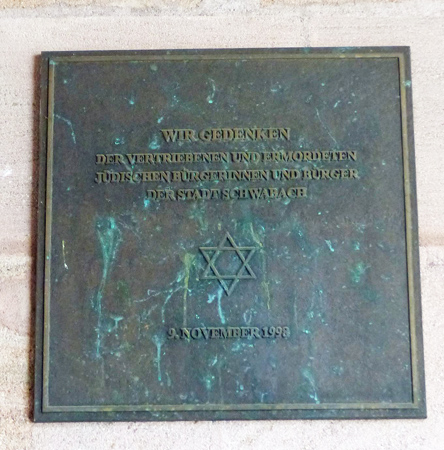 WIR GEDENKEN
DER VERTRIEBENEN UND ERMORDETEN
JÜDISCHEN BÜRGERINNEN UND BÜRGER
DER STADT SCHWABACH
9. NOVEMBER 1998